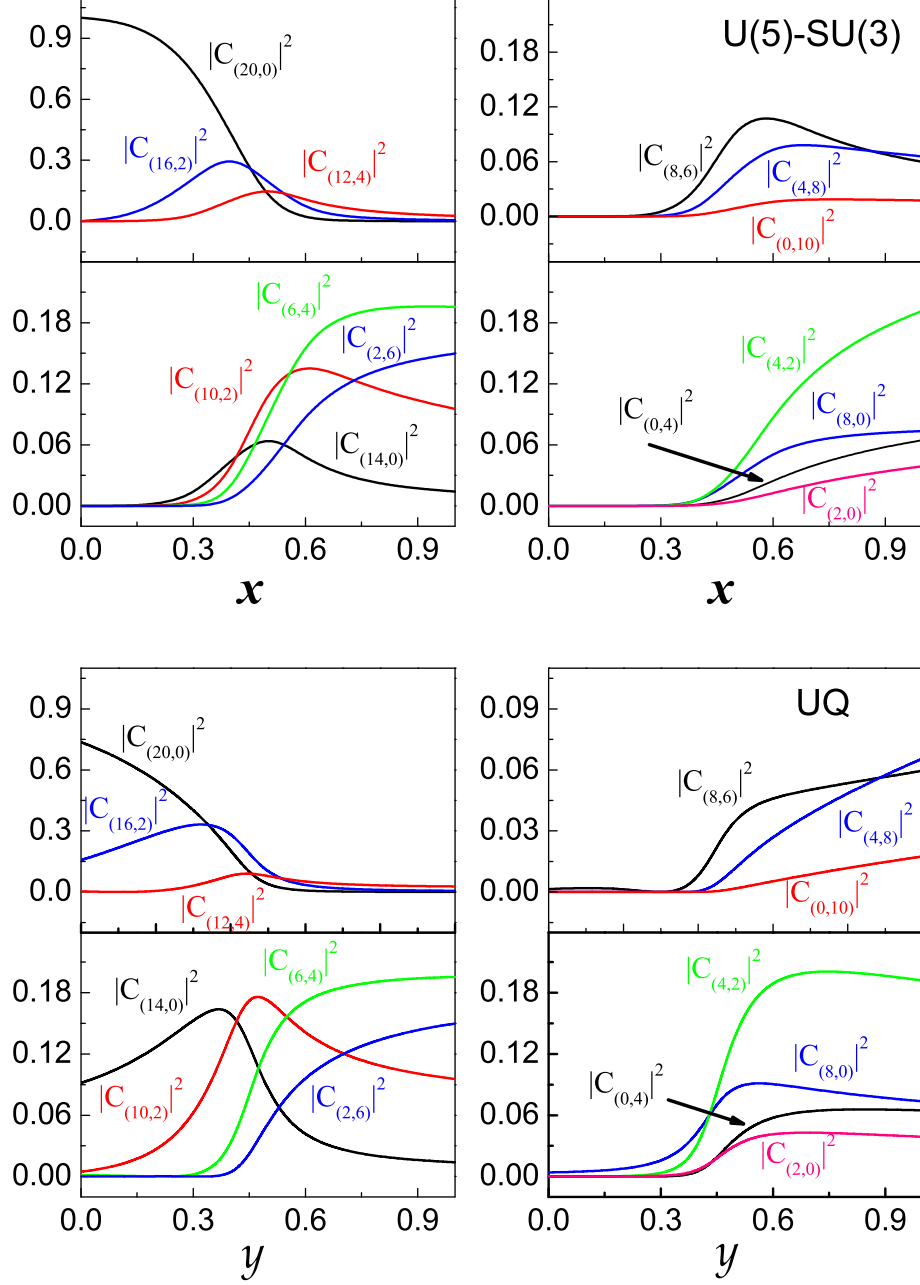 U(5)-SU(3)
0.9
0.6
0.3
0.0
|C(20,0)|2
|C(16,2)|2
|C(12,4)|2
0.18
0.12
0.06
0.00
|C(8,6)|2
|C(4,8)|2
|C(0,10)|2
0.18
0.12
0.06
0.00
|C(6,4)|2
|C(2,6)|2
|C(10,2)|2
|C(14,0)|2
0.0 0.3 0.6 0.9
x
0.18
0.12
0.06
0.00
|C(4,2)|2
|C(0,4)|2
|C(8,0)|2
|C(2,0)|2
0.0 0.3 0.6 0.9
x
UQ
0.9
0.6
0.3
0.0
|C(20,0)|2
|C(16,2)|2
|C(12,4)|2
0.09
0.06
0.03
0.00
|C(8,6)|2
|C(4,8)|2
|C(0,10)|2
0.18
0.12
0.06
0.00
|C(6,4)|2
|C(14,0)|2
|C(10,2)|2
|C(2,6)|2
0.0 0.3 0.6 0.9
y
0.18
0.12
0.06
0.00
|C(4,2)|2
|C(8,0)|2
|C(0,4)|2
|C(2,0)|2
0.0 0.3 0.6 0.9
y